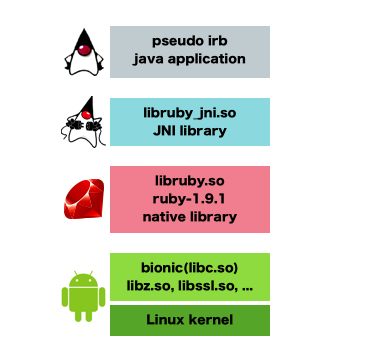 pseudo irb
java application
libruby_jni.so
JNI library
libruby.so
ruby-1.9.1
native library
bionic(libc.so)
libz.so, libssl.so, ...
Linux kernel